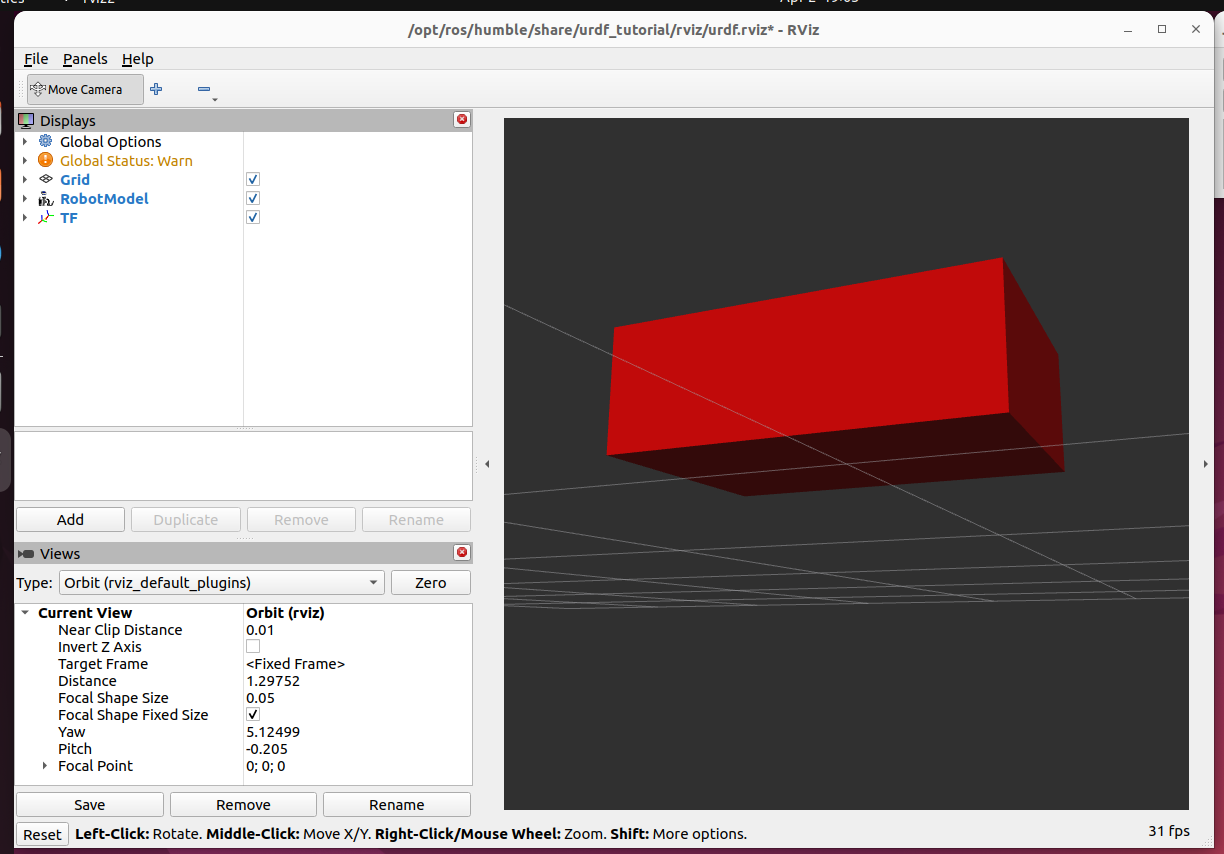 /opt/ros/humble/share/urdf_tutorial/rviz/urdf.rviz* - RViz
File Panels Help
Move Camera
Displays
Global Options
Global Status: Warn
Grid
RobotModel
TF
Add Duplicate Remove Rename
Views
Type: Orbit (rviz_default_plugins) Zero
Current View Orbit (rviz)
Near Clip Distance 0.01
Invert Z Axis
Target Frame <Fixed Frame>
Distance 1.29752
Focal Shape Size 0.05
Focal Shape Fixed Size
Yaw 5.12499
Pitch -0.205
Focal Point 0; 0; 0
Save Remove Rename
Reset Left-Click: Rotate. Middle-Click: Move X/Y. Right-Click/Mouse Wheel: Zoom. Shift: More options. 31 fps